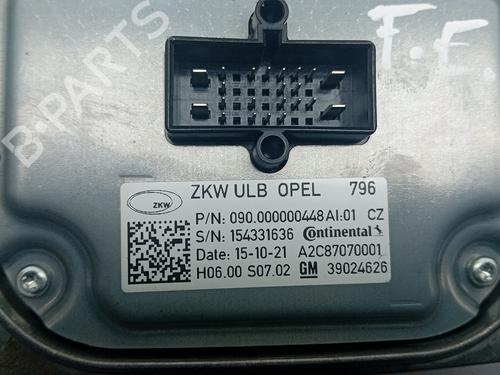 F.E.
B-PARTS
ZKW ULB OPEL 796
ZKW
P/N: 090.000000448AI:01 CZ
S/N: 154331636 Continental
Date: 15-10-21 A2C87070001
H06.00 S07.02 GM 39024626